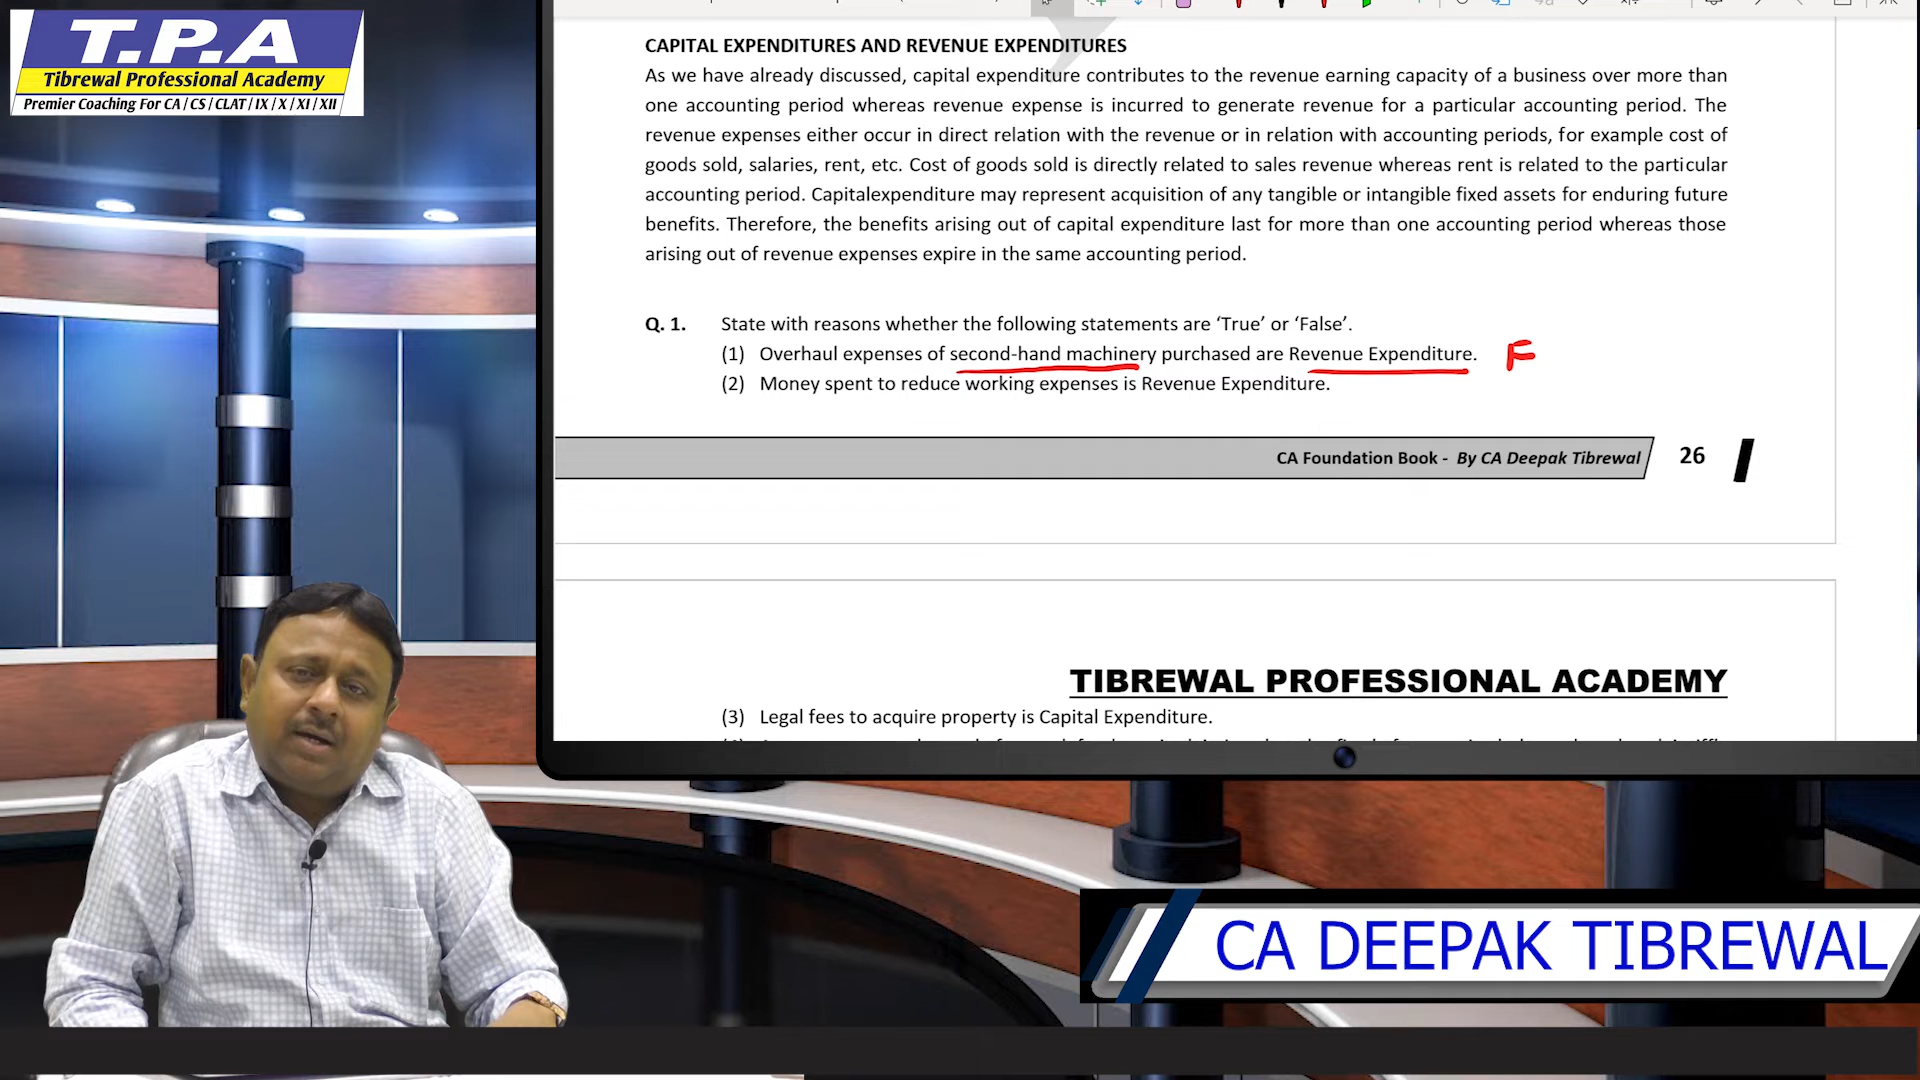 T.P.A
Tibrewal Professional Academy
Premier Coaching For CA / CS / CLAT / IX / X / XI / XII
CAPITAL EXPENDITURES AND REVENUE EXPENDITURES
As we have already discussed, capital expenditure contributes to the revenue earning capacity of a business over more than
one accounting period whereas revenue expense is incurred to generate revenue for a particular accounting period. The
revenue expenses either occur in direct relation with the revenue or in relation with accounting periods, for example cost of
goods sold, salaries, rent, etc. Cost of goods sold is directly related to sales revenue whereas rent is related to the particular
accounting period. Capitalexpenditure may represent acquisition of any tangible or intangible fixed assets for enduring future
benefits. Therefore, the benefits arising out of capital expenditure last for more than one accounting period whereas those
arising out of revenue expenses expire in the same accounting period.
Q. 1. State with reasons whether the following statements are ‘True’ or ‘False’.
(1) Overhaul expenses of second-hand machinery purchased are Revenue Expenditure. F
(2) Money spent to reduce working expenses is Revenue Expenditure.
CA Foundation Book - By CA Deepak Tibrewal 26
TIBREWAL PROFESSIONAL ACADEMY
(3) Legal fees to acquire property is Capital Expenditure.
CA DEEPAK TIBREWAL